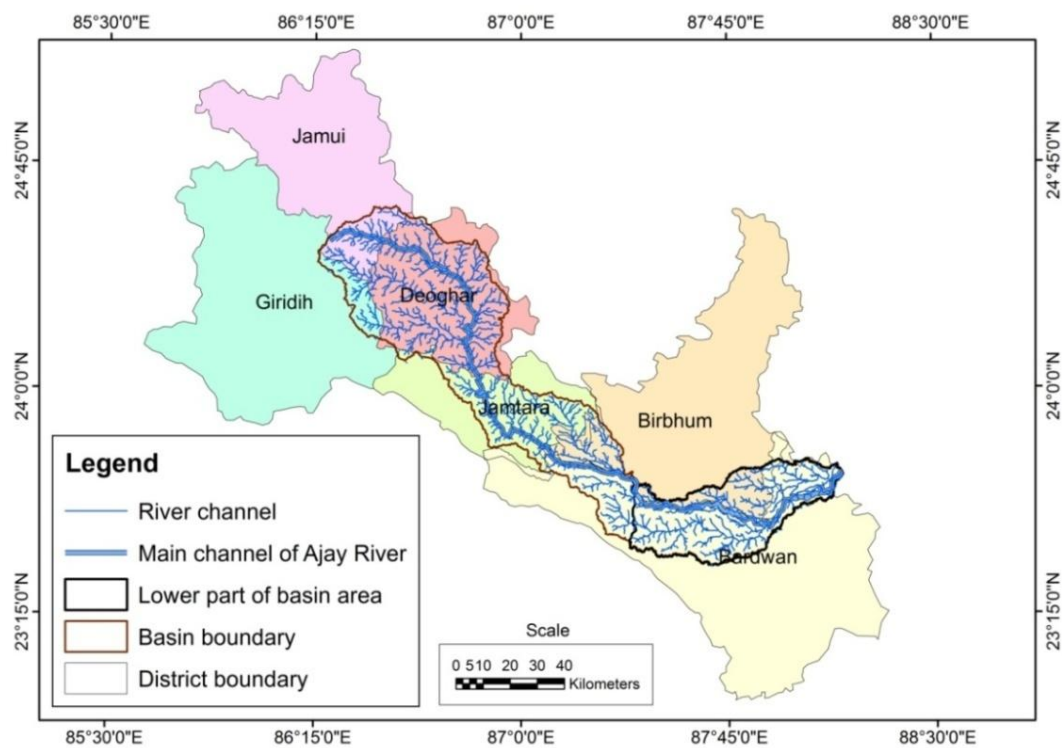 85°30'0"E 86°15'0"E 87°00'0"E 87°45'0"E 88°30'0"E
24°45'0"N 24°45'0"N
Jamui
Giridih
Deoghar
24°0'0"N 24°0'0"N
Jamtara
Birbhum
Bardwan
23°15'0"N 23°15'0"N
Legend
River channel
Main channel of Ajay River
Lower part of basin area
Basin boundary
District boundary
Scale
0 5 10 20 30 40
Kilometers
85°30'0"E 86°15'0"E 87°00'0"E 87°45'0"E 88°30'0"E